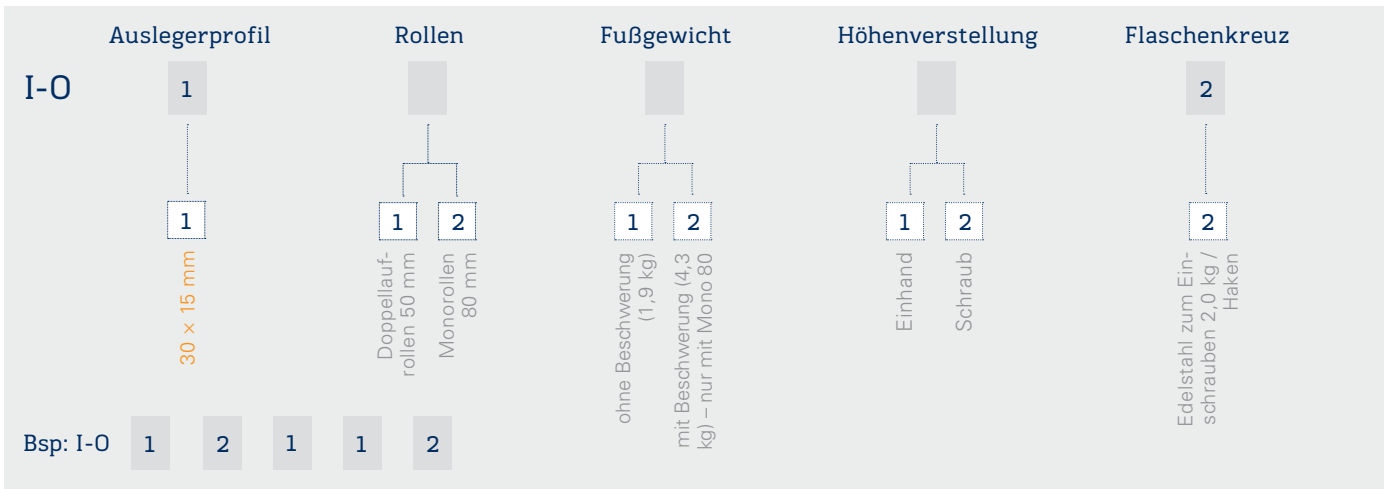 Auslegerprofil Rollen Fußgewicht Höhenverstellung Flaschenkreuz
I-O 1 2
1 1 2 1 2 1 2 2
30 × 15 mm
Doppellauf-
rollen 50 mm
Monorollen
80 mm
ohne Beschwerung
(1,9 kg)
mit Beschwerung (4,3
kg) – nur mit Mono 80
Einhand
Schraub
Edelstahl zum Ein-
schrauben 2,0 kg /
Haken
Bsp: I-O 1 2 1 1 2